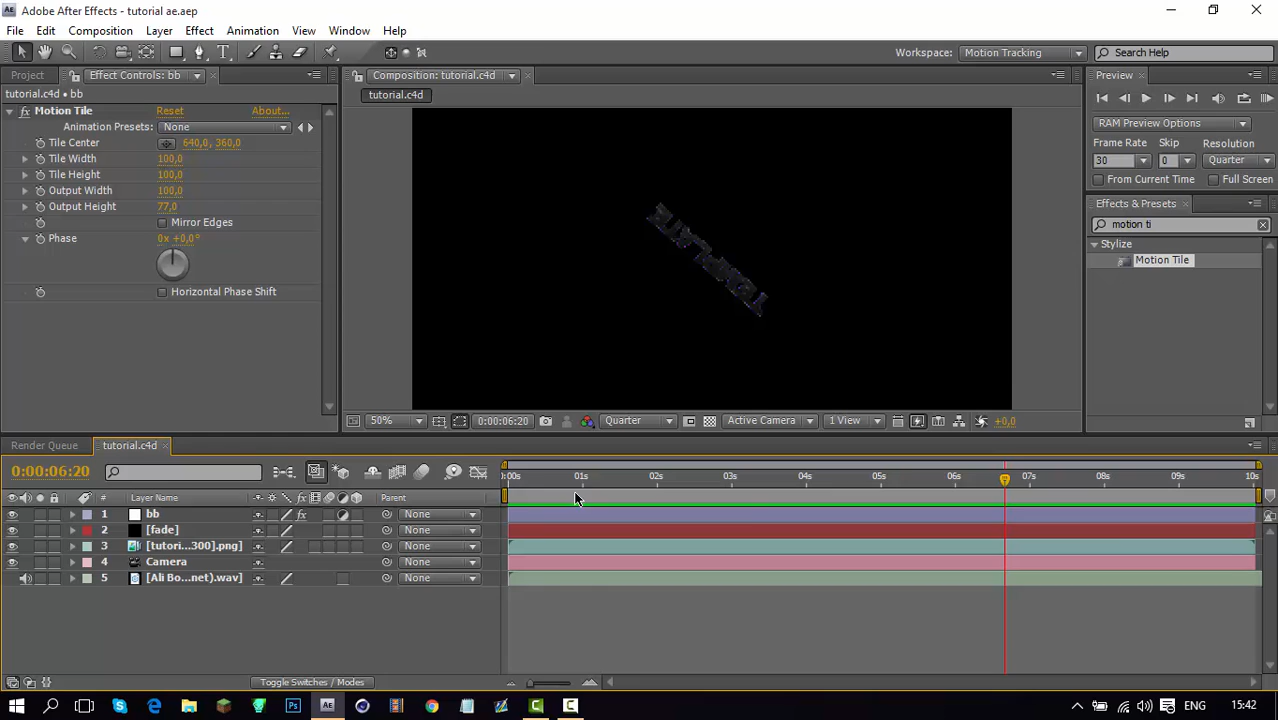 AE Adobe After Effects - tutorial ae.aep
File Edit Composition Layer Effect Animation View Window Help
Workspace: Motion Tracking Search Help
Project Effect Controls: bb Composition: tutorial.c4d Preview
tutorial.c4d • bb tutorial.c4d
fx Motion Tile Reset About...
Animation Presets: None RAM Preview Options
Tile Center 640,0, 360,0 Frame Rate Skip Resolution
Tile Width 100,0 30 0 Quarter
Tile Height 100,0 From Current Time Full Screen
Output Width 100,0
Output Height 77,0 Effects & Presets
Mirror Edges motion ti
Phase 0x +0,0° Stylize
Motion Tile
Horizontal Phase Shift
TEMPLATE
50% 0:00:06:20 Quarter Active Camera 1 View +0,0
Render Queue tutorial.c4d
0:00:06:20 :00s 01s 02s 03s 04s 05s 06s 07s 08s 09s 10s
# Layer Name fx Parent
1 bb fx None
2 [fade] None
3 [tutori...300].png] None
4 Camera None
5 [Ali Bo...net).wav] None
Toggle Switches / Modes
Ps AE ENG 15:42